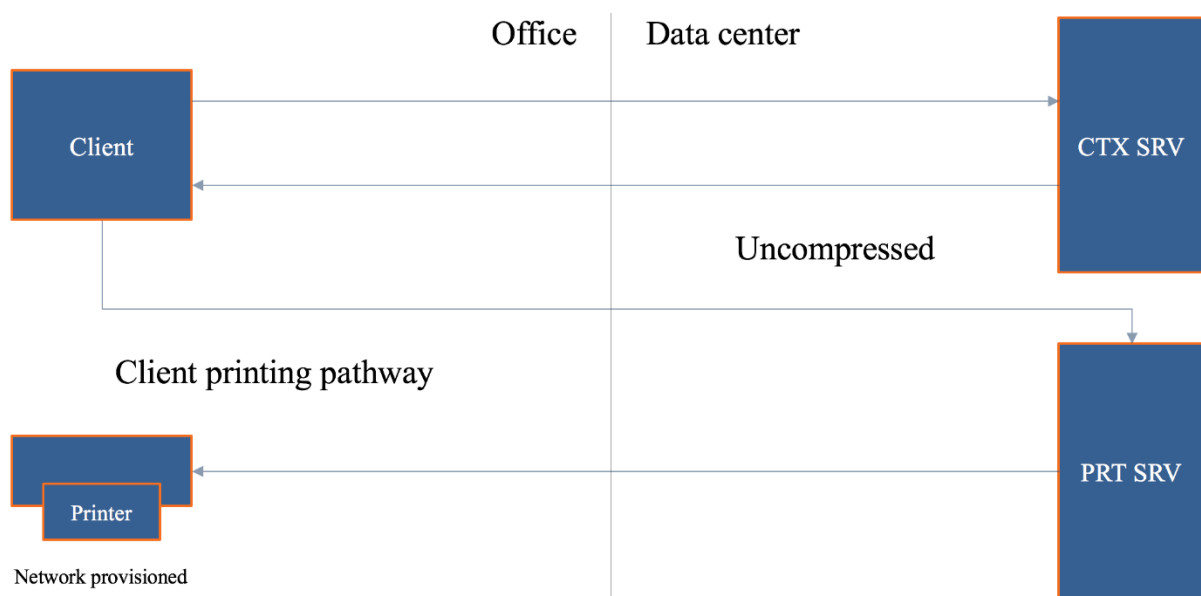 Office
Data center
Client
CTX SRV
Uncompressed
Client printing pathway
PRT SRV
Printer
Network provisioned